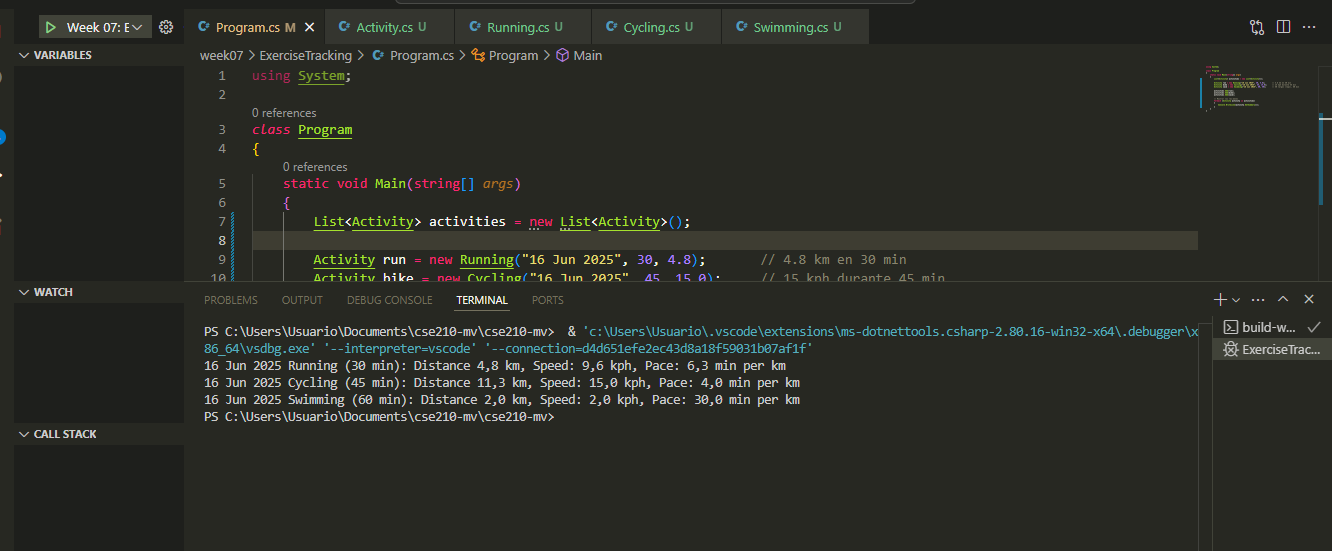 Week 07: E
Program.cs M
Activity.cs U
Running.cs U
Cycling.cs U
Swimming.cs U
VARIABLES
week07 > ExerciseTracking > Program.cs > Program > Main
1 using System;
2
0 references
3 class Program
4 {
0 references
5 static void Main(string[] args)
6 {
7 List<Activity> activities = new List<Activity>();
8
9 Activity run = new Running("16 Jun 2025", 30, 4.8); // 4.8 km en 30 min
10 Activity bike = new Cycling("16 Jun 2025", 45, 15.0); // 15 kph durante 45 min
WATCH
CALL STACK
PROBLEMS OUTPUT DEBUG CONSOLE TERMINAL PORTS
PS C:\Users\Usuario\Documents\cse210-mv\cse210-mv> & 'c:\Users\Usuario\.vscode\extensions\ms-dotnettools.csharp-2.80.16-win32-x64\.debugger\x
86_64\vsdbg.exe' '--interpreter=vscode' '--connection=d4d651efe2ec43d8a18f59031b07af1f'
16 Jun 2025 Running (30 min): Distance 4,8 km, Speed: 9,6 kph, Pace: 6,3 min per km
16 Jun 2025 Cycling (45 min): Distance 11,3 km, Speed: 15,0 kph, Pace: 4,0 min per km
16 Jun 2025 Swimming (60 min): Distance 2,0 km, Speed: 2,0 kph, Pace: 30,0 min per km
PS C:\Users\Usuario\Documents\cse210-mv\cse210-mv>
build-w...
ExerciseTrac...